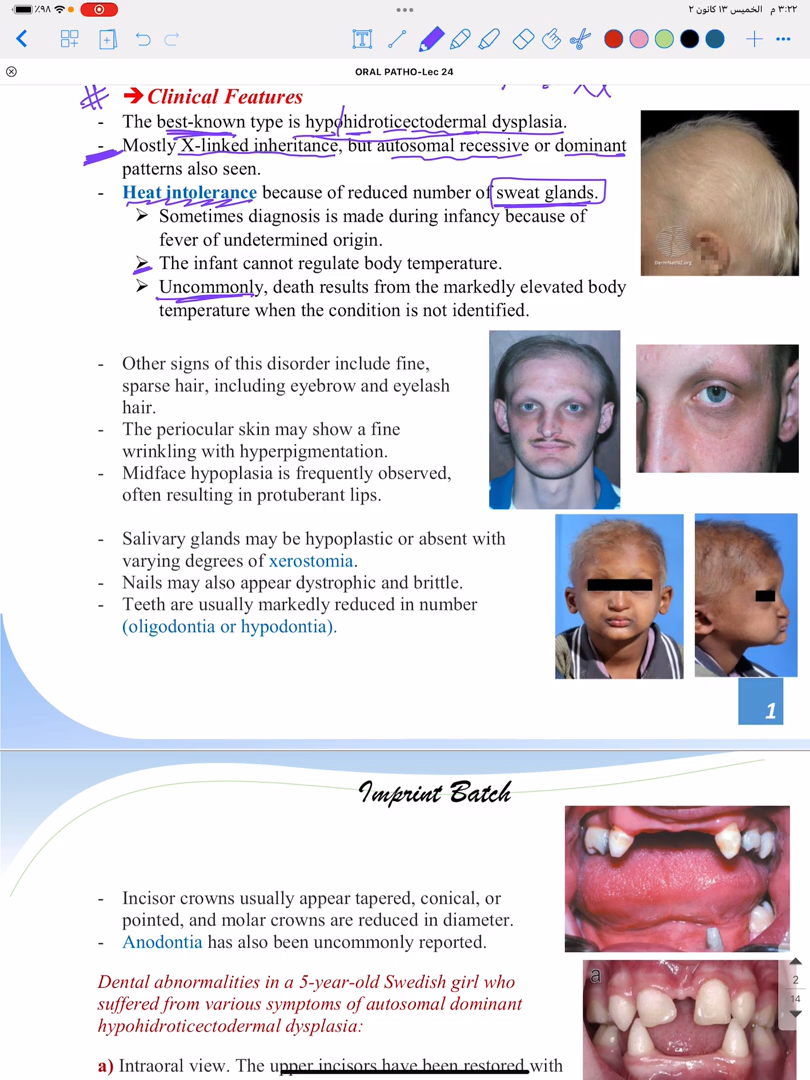 ٣:٢٢ م الخميس ١٣ كانون ٢
٪٩٨
ORAL PATHO-Lec 24
➔ Clinical Features
- The best-known type is hypohidroticectodermal dysplasia.
- Mostly X-linked inheritance, but autosomal recessive or dominant
patterns also seen.
- Heat intolerance because of reduced number of sweat glands.
➢ Sometimes diagnosis is made during infancy because of
fever of undetermined origin.
➢ The infant cannot regulate body temperature.
➢ Uncommonly, death results from the markedly elevated body
temperature when the condition is not identified.
- Other signs of this disorder include fine,
sparse hair, including eyebrow and eyelash
hair.
- The periocular skin may show a fine
wrinkling with hyperpigmentation.
- Midface hypoplasia is frequently observed,
often resulting in protuberant lips.
- Salivary glands may be hypoplastic or absent with
varying degrees of xerostomia.
- Nails may also appear dystrophic and brittle.
- Teeth are usually markedly reduced in number
(oligodontia or hypodontia).
1
Imprint Batch
- Incisor crowns usually appear tapered, conical, or
pointed, and molar crowns are reduced in diameter.
- Anodontia has also been uncommonly reported.
Dental abnormalities in a 5-year-old Swedish girl who
suffered from various symptoms of autosomal dominant
hypohidroticectodermal dysplasia:
a) Intraoral view. The upper incisors have been restored with
a
2
14